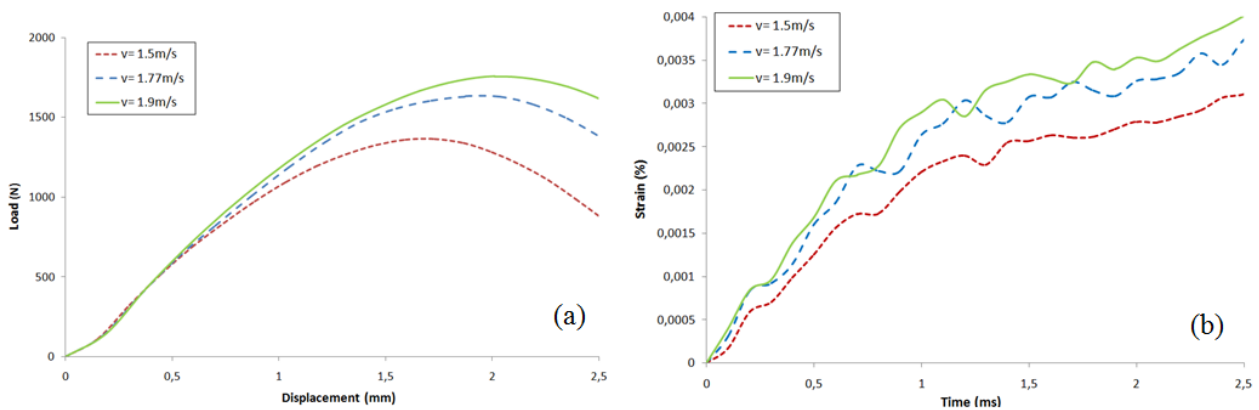 2000
1500
1000
500
0
Load (N)
v= 1.5m/s
v= 1.77m/s
v= 1.9m/s
(a)
0
0,5
1
1,5
2
2,5
Displacement (mm)
0,004
0,0035
0,003
0,0025
0,002
0,0015
0,001
0,0005
0
Strain (%)
v= 1.5m/s
v= 1.77m/s
v= 1.9m/s
(b)
0
0,5
1
1,5
2
2,5
Time (ms)